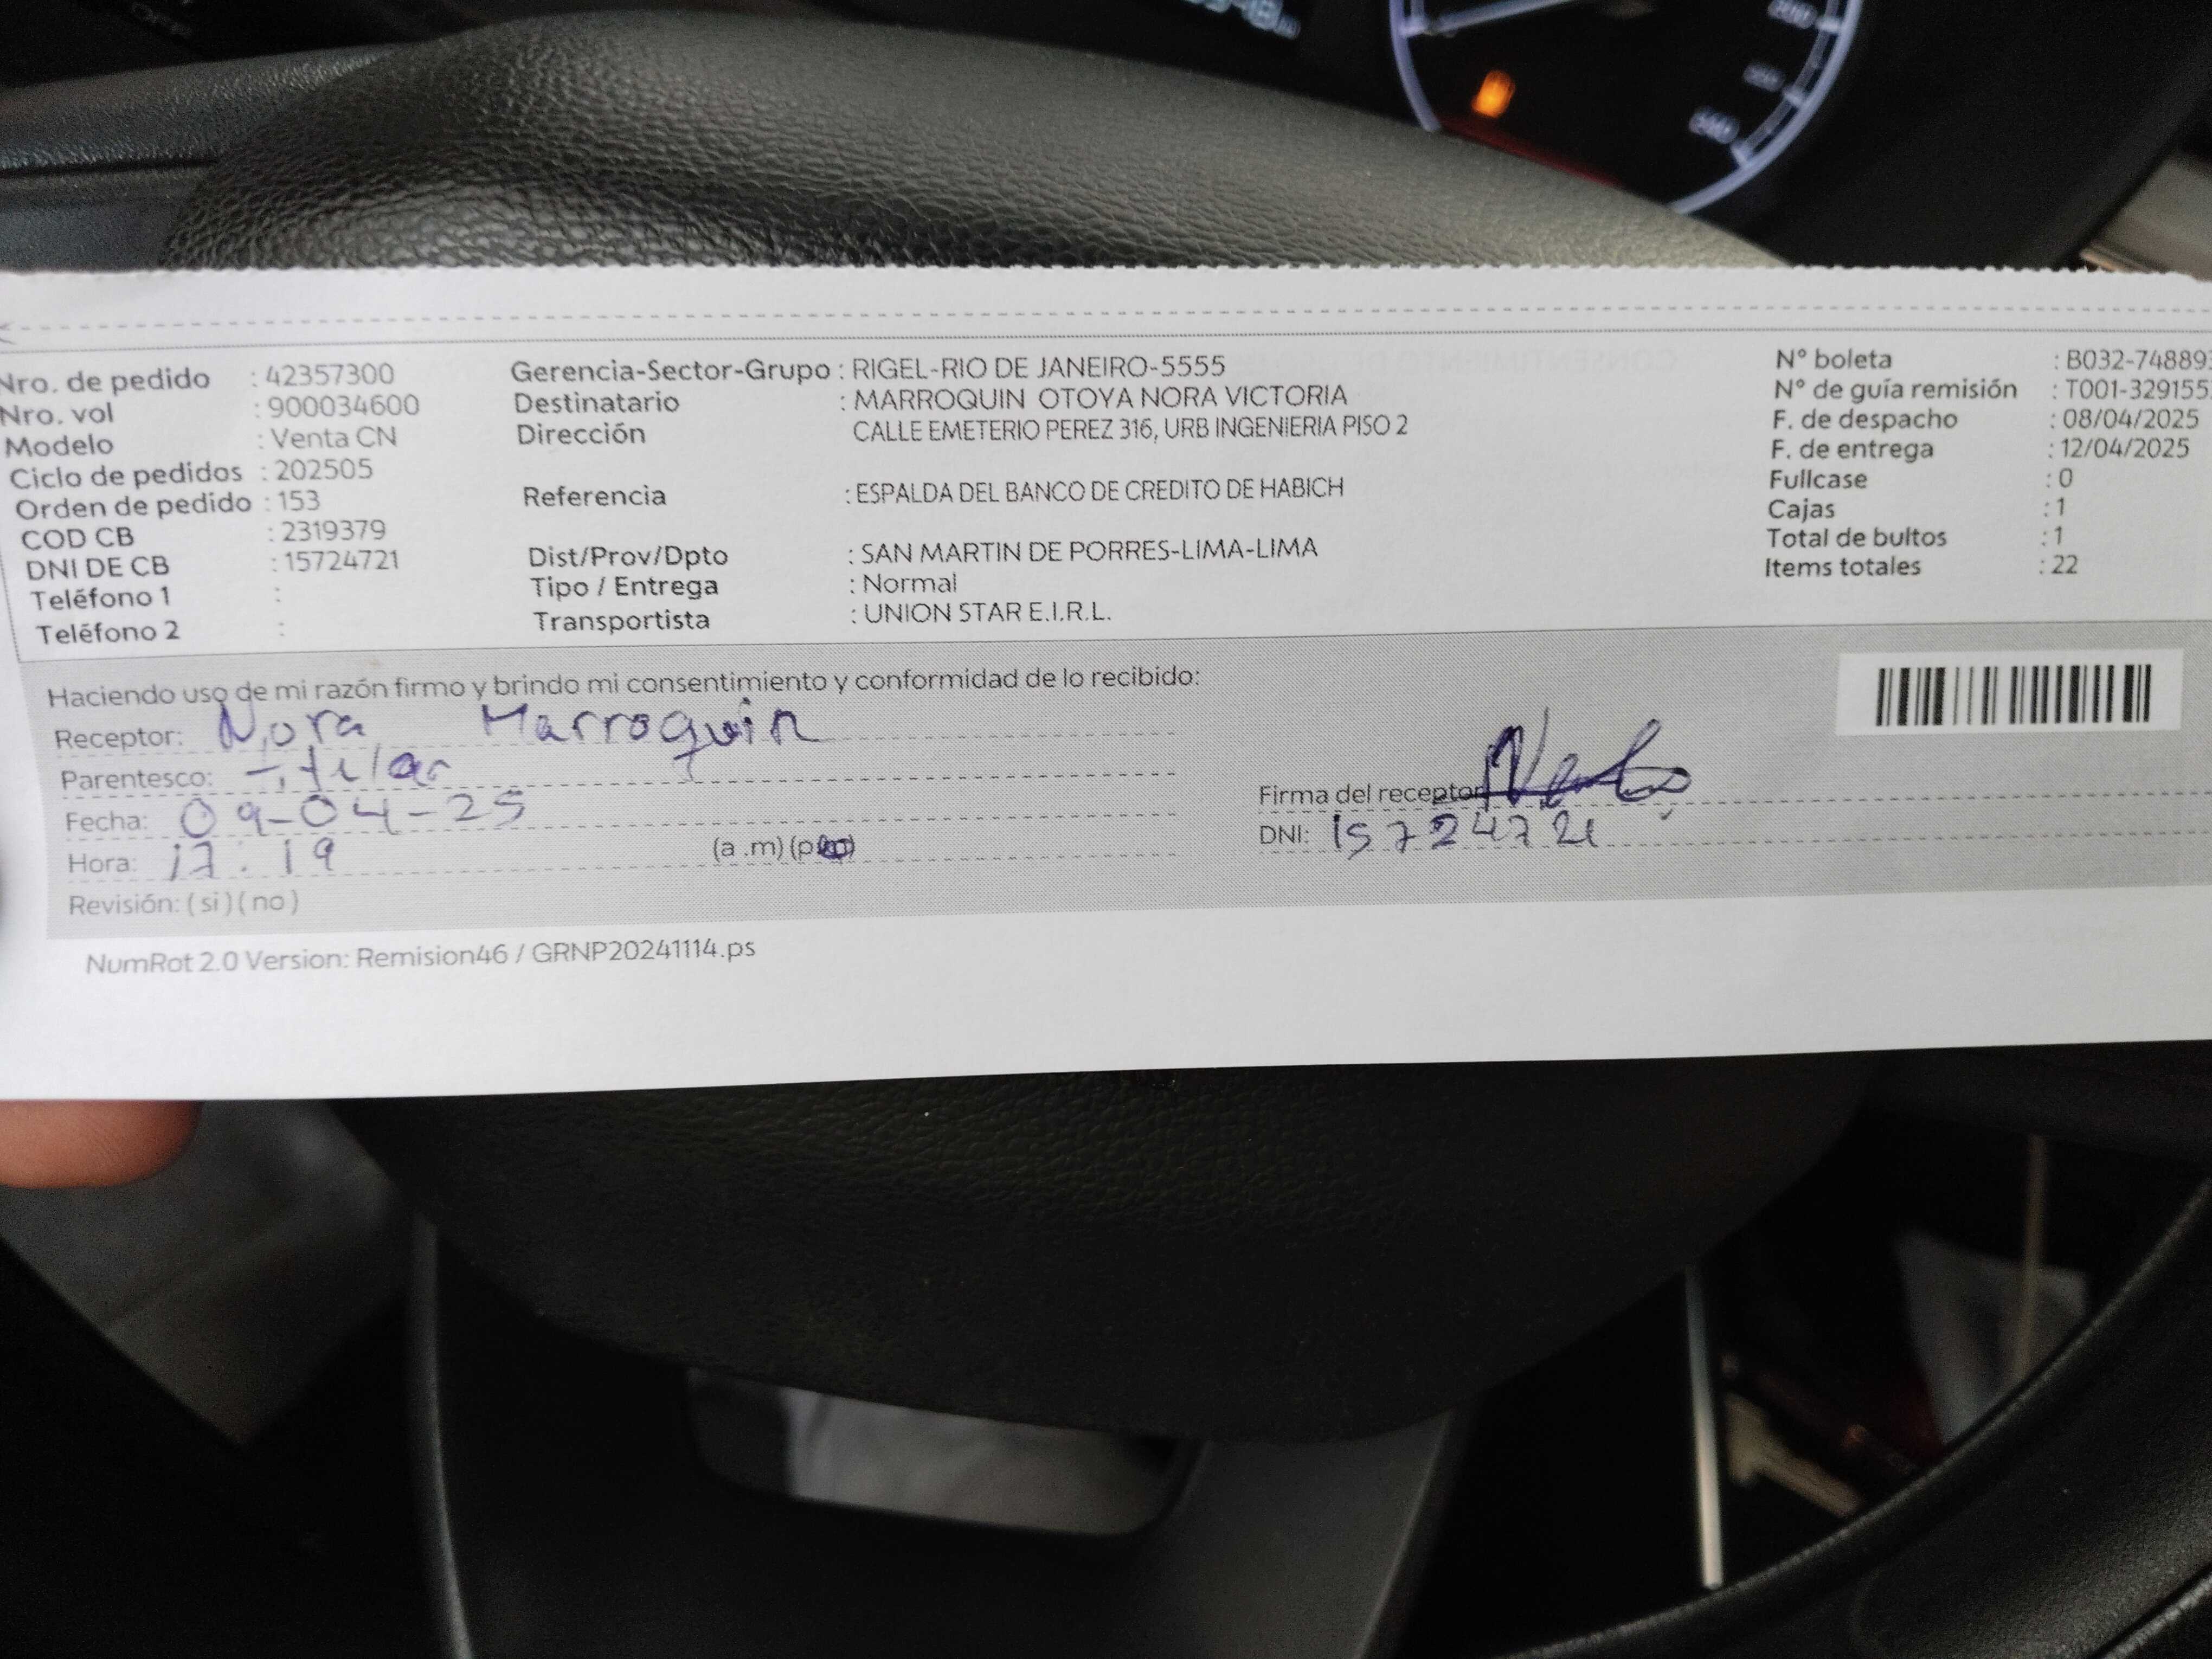 Nro. de pedido : 42357300
Nro. vol : 900034600
Modelo : Venta CN
Ciclo de pedidos : 202505
Orden de pedido : 153
COD CB : 2319379
DNI DE CB : 15724721
Teléfono 1 :
Teléfono 2 :
Gerencia-Sector-Grupo : RIGEL-RIO DE JANEIRO-5555
Destinatario : MARROQUIN OTOYA NORA VICTORIA
Dirección CALLE EMETERIO PEREZ 316, URB INGENIERIA PISO 2
Referencia : ESPALDA DEL BANCO DE CREDITO DE HABICH
Dist/Prov/Dpto : SAN MARTIN DE PORRES-LIMA-LIMA
Tipo / Entrega : Normal
Transportista : UNION STAR E.I.R.L.
N° boleta : B032-748893
N° de guía remisión : T001-329155
F. de despacho : 08/04/2025
F. de entrega : 12/04/2025
Fullcase : 0
Cajas : 1
Total de bultos : 1
Items totales : 22
Haciendo uso de mi razón firmo y brindo mi consentimiento y conformidad de lo recibido:
Receptor: Nora Marroquin
Parentesco: Titular
Fecha: 09-04-25
Hora: 17:19 (a .m) (p
Revisión: ( si ) ( no )
Firma del receptor
DNI: 15724721
NumRot 2.0 Version: Remision46 / GRNP20241114.ps